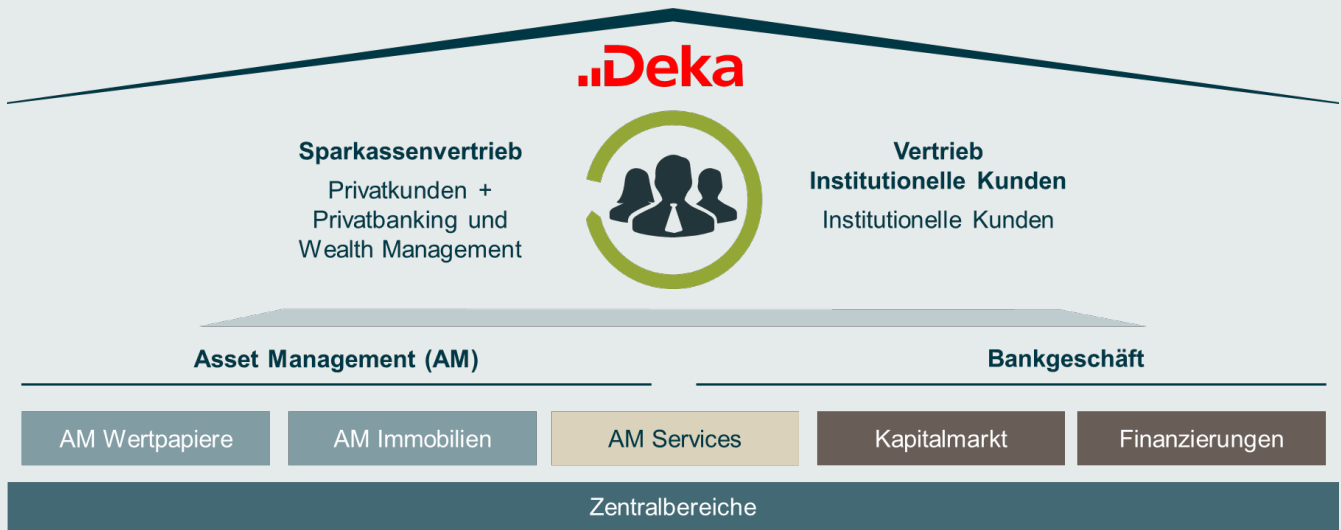 Deka
Sparkassenvertrieb
Privatkunden +
Privatbanking und
Wealth Management
Vertrieb
Institutionelle Kunden
Institutionelle Kunden
Asset Management (AM)
Bankgeschäft
AM Wertpapiere
AM Immobilien
AM Services
Kapitalmarkt
Finanzierungen
Zentralbereiche